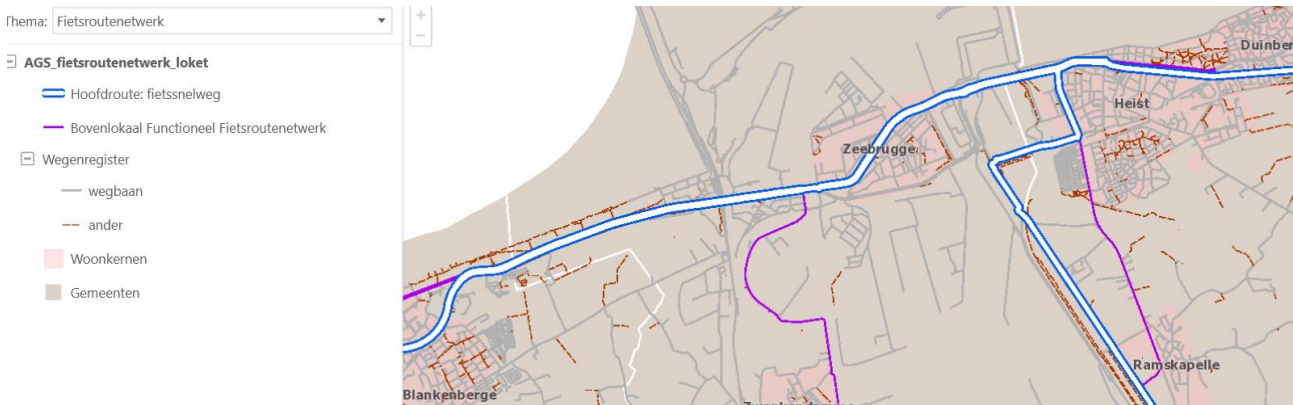 Thema: Fietsroutenetwerk
AGS_fietsroutenetwerk_loket
Hoofdroute: fietssnelweg
Bovenlokaal Functioneel Fietsroutenetwerk
Wegenregister
wegbaan
ander
Woonkernen
Gemeenten
+
−
Duinber
Heist
Zeebrugge
Ramskapelle
Blankenberge